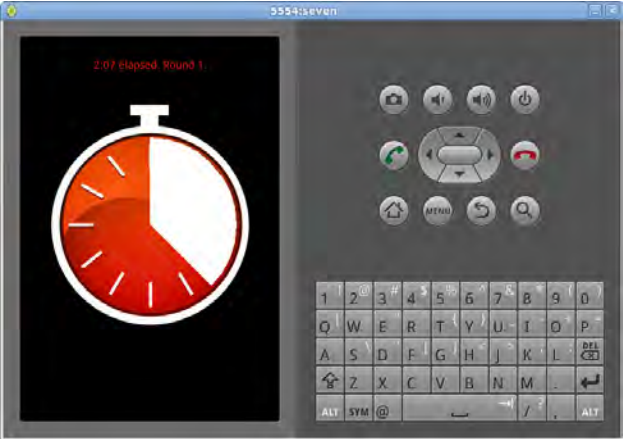 5554:seven
2:07 Elapsed. Round 1.
MENU
1 2 @ 3 # 4 $ 5 % 6 ^ 7 & 8 * 9 ( 0 )
Q W E R T Y U I O P
A S D F G H J K L DEL
Z X C V B N M .
ALT SYM @ / ? , ALT